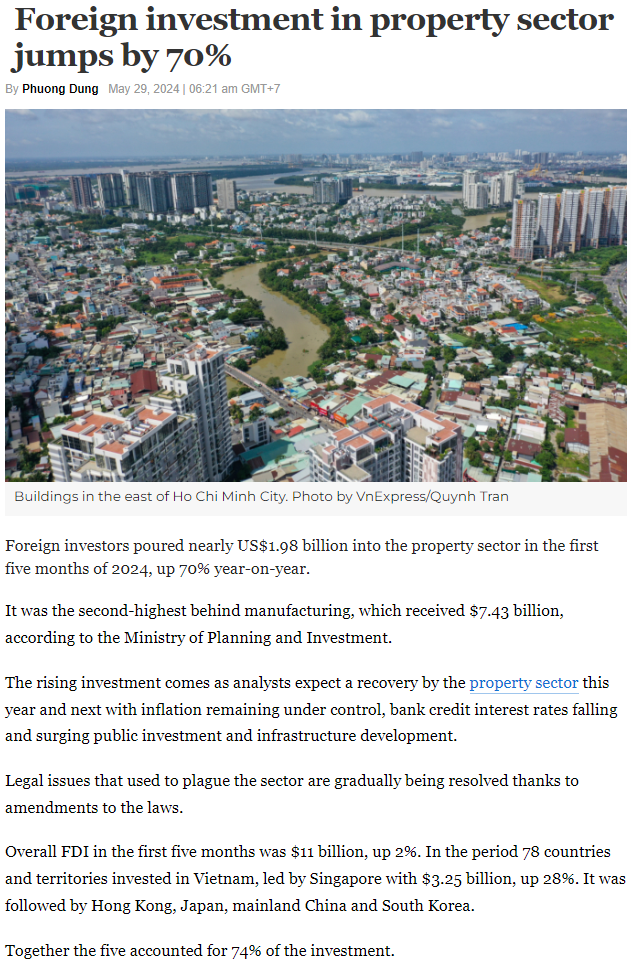 Foreign investment in property sector
jumps by 70%
By Phuong Dung May 29, 2024 | 06:21 am GMT+7
Buildings in the east of Ho Chi Minh City. Photo by VnExpress/Quynh Tran
Foreign investors poured nearly US$1.98 billion into the property sector in the first
five months of 2024, up 70% year-on-year.
It was the second-highest behind manufacturing, which received $7.43 billion,
according to the Ministry of Planning and Investment.
The rising investment comes as analysts expect a recovery by the property sector this
year and next with inflation remaining under control, bank credit interest rates falling
and surging public investment and infrastructure development.
Legal issues that used to plague the sector are gradually being resolved thanks to
amendments to the laws.
Overall FDI in the first five months was $11 billion, up 2%. In the period 78 countries
and territories invested in Vietnam, led by Singapore with $3.25 billion, up 28%. It was
followed by Hong Kong, Japan, mainland China and South Korea.
Together the five accounted for 74% of the investment.